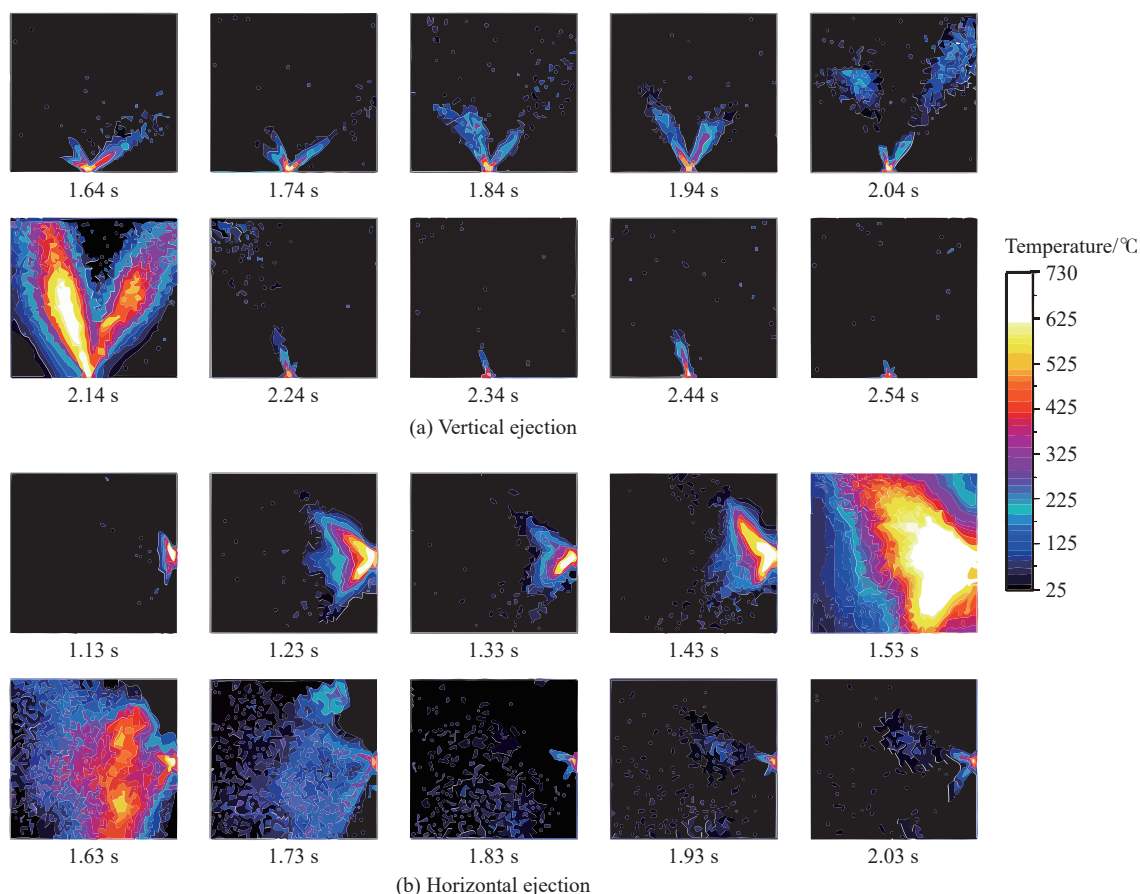 1.64 s 1.74 s 1.84 s 1.94 s 2.04 s
2.14 s 2.24 s 2.34 s 2.44 s 2.54 s
(a) Vertical ejection
Temperature/℃
730
625
525
425
325
225
125
25
1.13 s 1.23 s 1.33 s 1.43 s 1.53 s
1.63 s 1.73 s 1.83 s 1.93 s 2.03 s
(b) Horizontal ejection